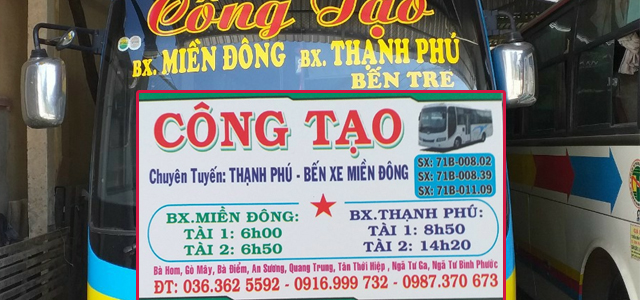 Công Tạo
BX. MIỀN ĐÔNG BX. THẠNH PHÚ
BẾN TRE
CÔNG TẠO
Chuyên Tuyến: THẠNH PHÚ - BẾN XE MIỀN ĐÔNG
SX: 71B-008.02
SX: 71B-008.39
SX: 71B-011.09
BX.MIỀN ĐÔNG:
TÀI 1: 6h00
TÀI 2: 6h50
BX.THẠNH PHÚ:
TÀI 1: 8h50
TÀI 2: 14h20
Bà Hom, Gò Mây, Bà Điểm, An Sương, Quang Trung, Tân Thới Hiệp , Ngã Tư Ga, Ngã Tư Bình Phước
ĐT: 036.362 5592 - 0916.999 732 - 0987.370 673